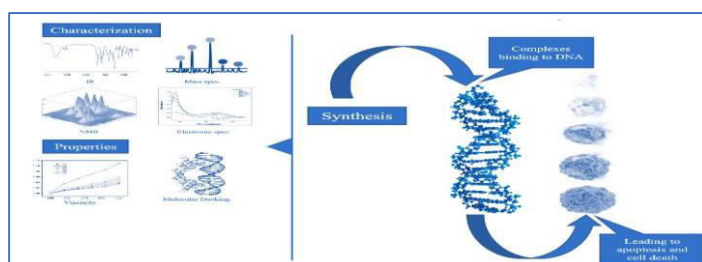 Characterization
IR
Mass spec
NMR
Electronic spec
Properties
Viscosity
Molecular Docking
Synthesis
Complexes
binding to DNA
Leading to
apoptosis and
cell death